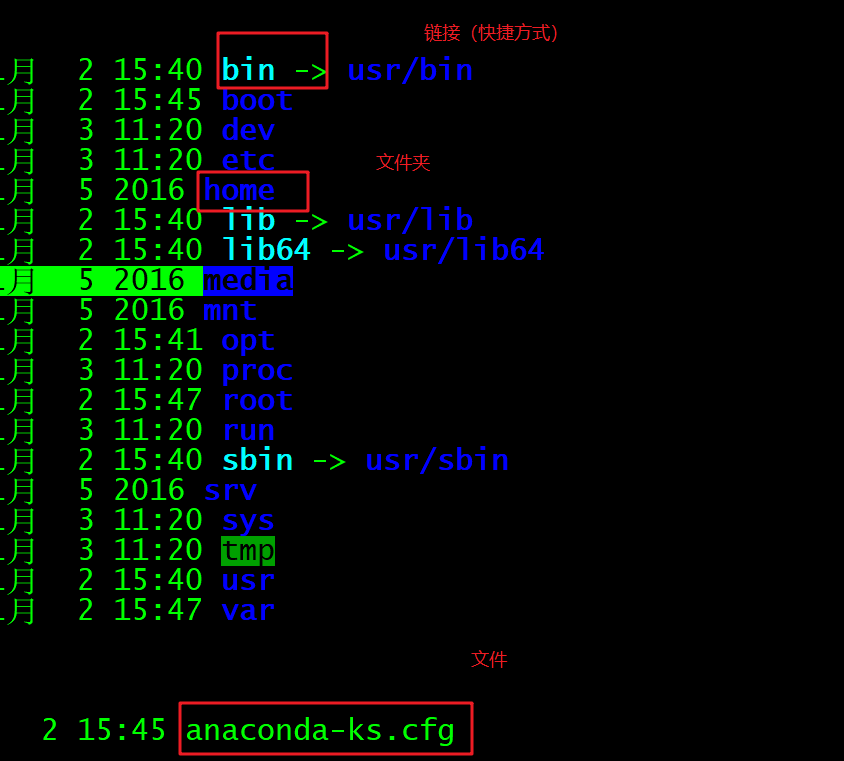 链接（快捷方式）
月 2 15:40 bin -> usr/bin
月 2 15:45 boot
月 3 11:20 dev
月 3 11:20 etc
文件夹
月 5 2016 home
月 2 15:40 lib -> usr/lib
月 2 15:40 lib64 -> usr/lib64
月 5 2016 media
月 5 2016 mnt
月 2 15:41 opt
月 3 11:20 proc
月 2 15:47 root
月 3 11:20 run
月 2 15:40 sbin -> usr/sbin
月 5 2016 srv
月 3 11:20 sys
月 3 11:20 tmp
月 2 15:40 usr
月 2 15:47 var
文件
2 15:45 anaconda-ks.cfg